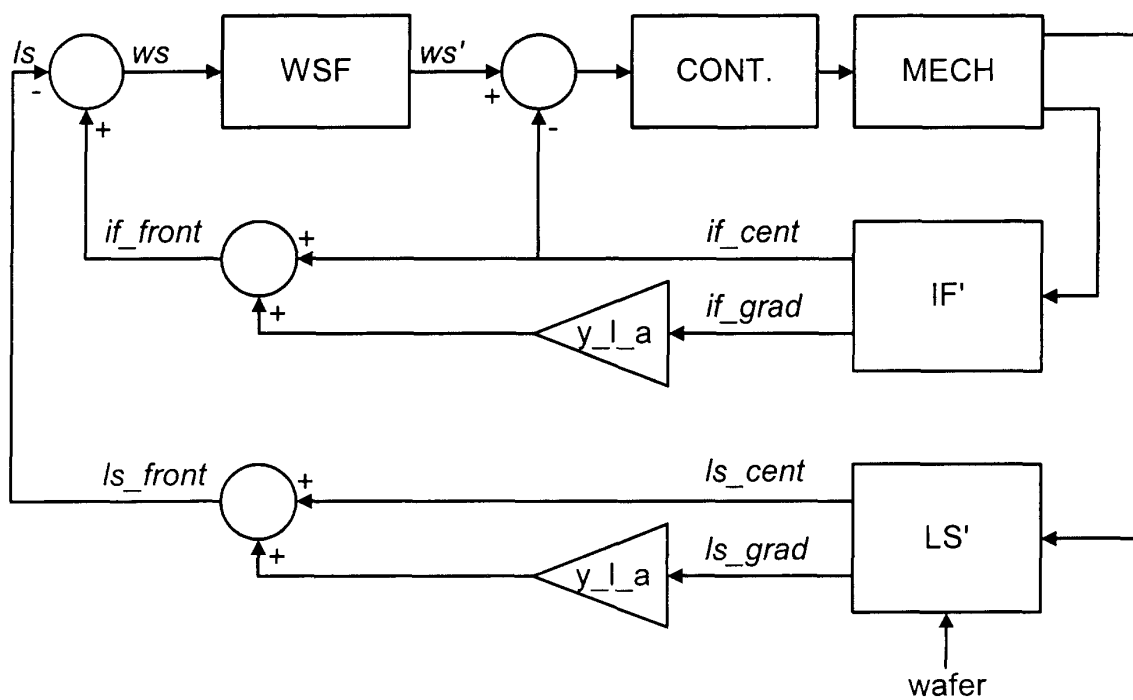 ls ws WSF ws' CONT. MECH
- + + -
if_front + if_cent IF'
+ y_l_a if_grad
ls_front + ls_cent LS'
+ y_l_a ls_grad
wafer